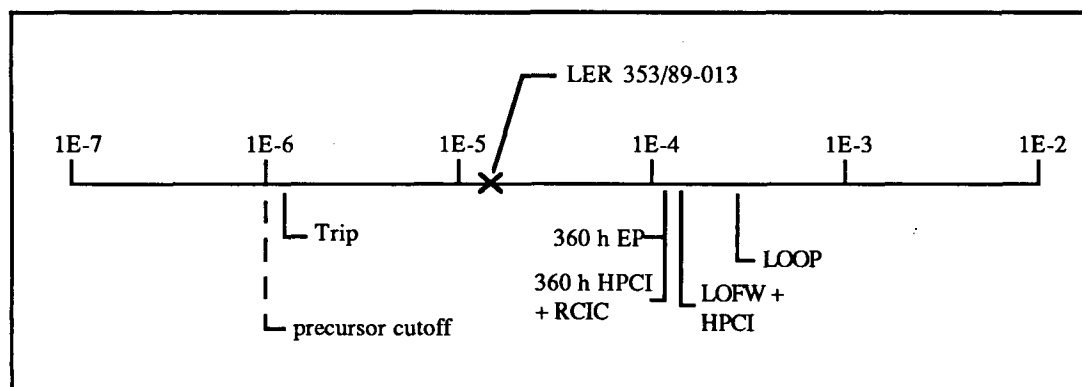 LER 353/89-013
1E-7 1E-6 1E-5 1E-4 1E-3 1E-2
Trip
360 h EP
LOOP
360 h HPCI
+ RCIC
LOFW +
HPCI
precursor cutoff